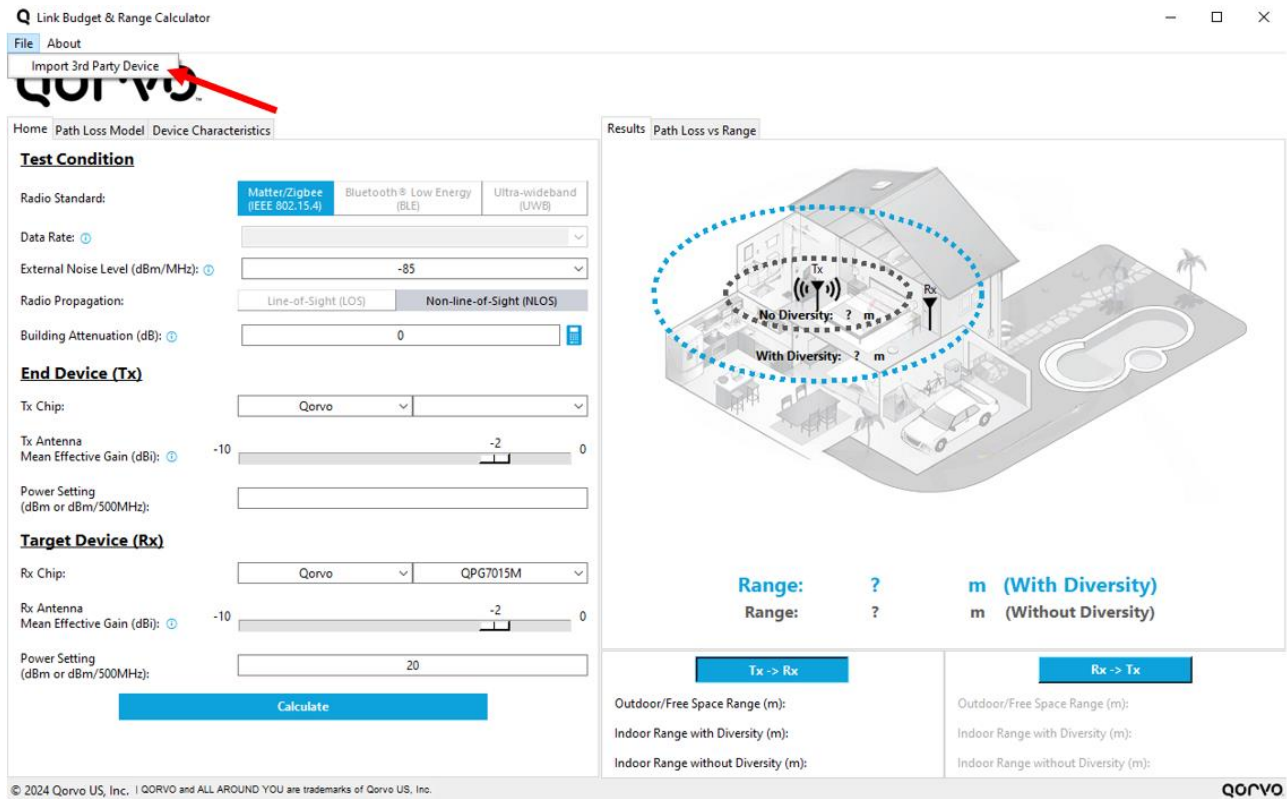 Link Budget & Range Calculator
File About
Import 3rd Party Device
QORVO
Home Path Loss Model Device Characteristics
Test Condition
Radio Standard:
Matter/Zigbee (IEEE 802.15.4)
Bluetooth® Low Energy (BLE)
Ultra-wideband (UWB)
Data Rate:
External Noise Level (dBm/MHz): -85
Radio Propagation: Line-of-Sight (LOS) Non-line-of-Sight (NLOS)
Building Attenuation (dB): 0
End Device (Tx)
Tx Chip: Qorvo
Tx Antenna
Mean Effective Gain (dBi): -10 -2 0
Power Setting
(dBm or dBm/500MHz):
Target Device (Rx)
Rx Chip: Qorvo QPG7015M
Rx Antenna
Mean Effective Gain (dBi): -10 -2 0
Power Setting
(dBm or dBm/500MHz): 20
Calculate
Results Path Loss vs Range
Tx
Rx
No Diversity: ? m
With Diversity: ? m
Range: ? m (With Diversity)
Range: ? m (Without Diversity)
Tx -> Rx
Outdoor/Free Space Range (m):
Indoor Range with Diversity (m):
Indoor Range without Diversity (m):
Rx -> Tx
Outdoor/Free Space Range (m):
Indoor Range with Diversity (m):
Indoor Range without Diversity (m):
© 2024 Qorvo US, Inc. | QORVO and ALL AROUND YOU are trademarks of Qorvo US, Inc.
QORVO